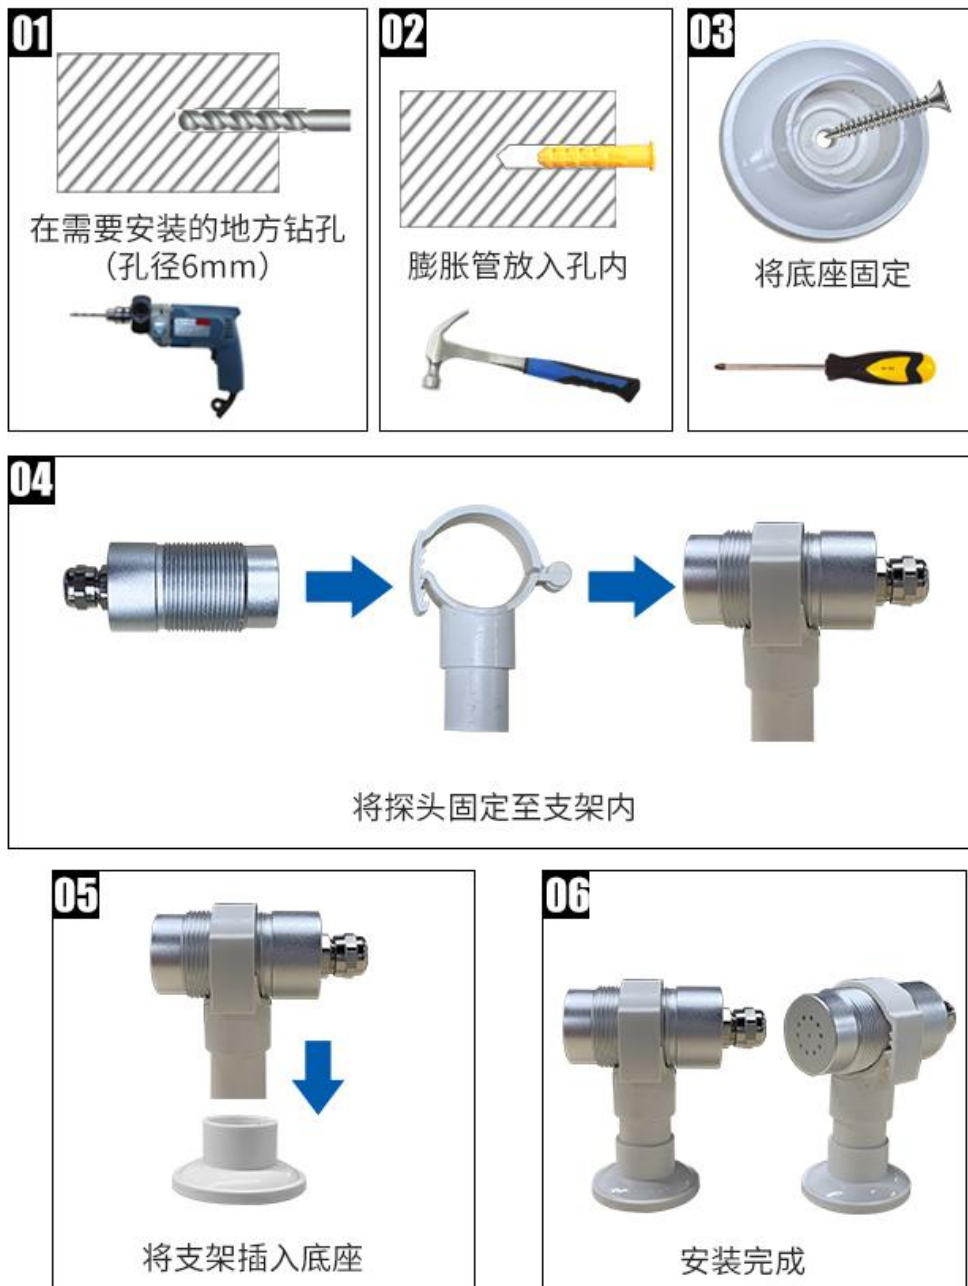 01
在需要安装的地方钻孔
（孔径6mm）
02
膨胀管放入孔内
03
将底座固定
04
将探头固定至支架内
05
将支架插入底座
06
安装完成